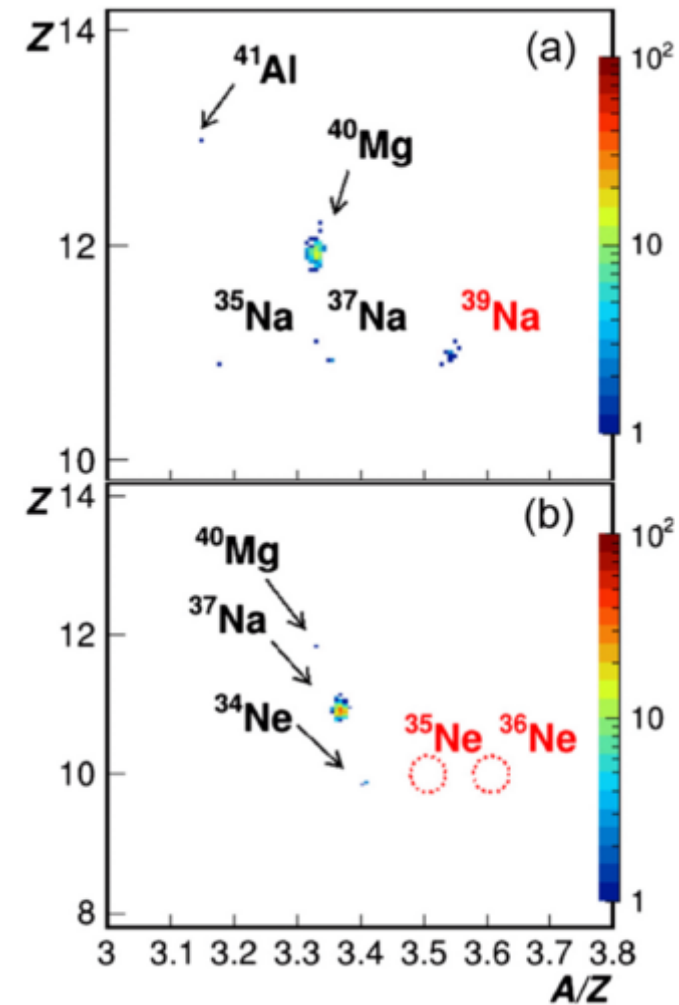 Z 14 (a)
⁴¹Al 10²
⁴⁰Mg
12 10
³⁵Na ³⁷Na ³⁹Na
10 1
Z 14 (b)
⁴⁰Mg 10²
³⁷Na
12
³⁴Ne ³⁵Ne ³⁶Ne 10
10
8 1
3 3.1 3.2 3.3 3.4 3.5 3.6 3.7 3.8
A/Z